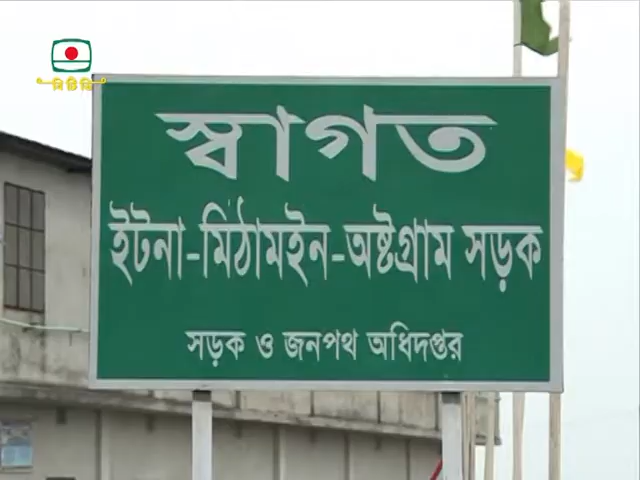 বিটিভি
স্বাগত
ইটনা-মিঠামইন-অষ্টগ্রাম সড়ক
সড়ক ও জনপথ অধিদপ্তর